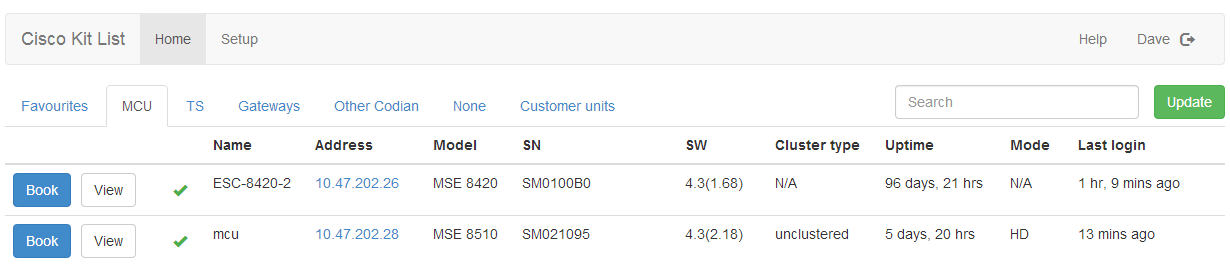 Cisco Kit List Home Setup Help Dave
Favourites MCU TS Gateways Other Codian None Customer units Search Update
Name Address Model SN SW Cluster type Uptime Mode Last login
Book View ESC-8420-2 10.47.202.26 MSE 8420 SM0100B0 4.3(1.68) N/A 96 days, 21 hrs N/A 1 hr, 9 mins ago
Book View mcu 10.47.202.28 MSE 8510 SM021095 4.3(2.18) unclustered 5 days, 20 hrs HD 13 mins ago